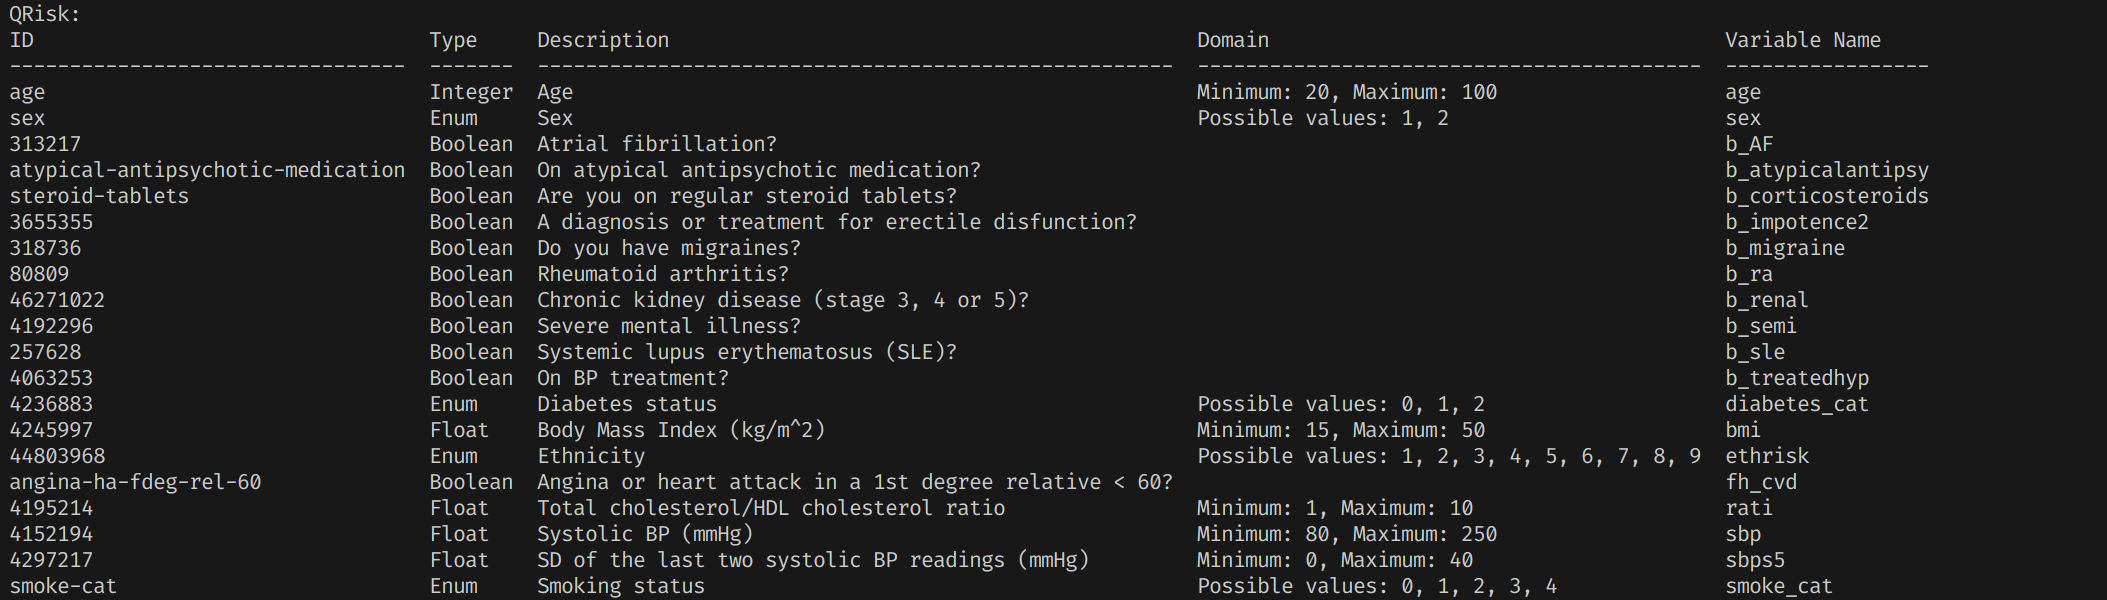 QRisk:
ID Type Description Domain Variable Name
--------------------------------- ------- ----------------------------------------------------- ------------------------------------------ -----------------
age Integer Age Minimum: 20, Maximum: 100 age
sex Enum Sex Possible values: 1, 2 sex
313217 Boolean Atrial fibrillation? b_AF
atypical-antipsychotic-medication Boolean On atypical antipsychotic medication? b_atypicalantipsy
steroid-tablets Boolean Are you on regular steroid tablets? b_corticosteroids
3655355 Boolean A diagnosis or treatment for erectile disfunction? b_impotence2
318736 Boolean Do you have migraines? b_migraine
80809 Boolean Rheumatoid arthritis? b_ra
46271022 Boolean Chronic kidney disease (stage 3, 4 or 5)? b_renal
4192296 Boolean Severe mental illness? b_semi
257628 Boolean Systemic lupus erythematosus (SLE)? b_sle
4063253 Boolean On BP treatment? b_treatedhyp
4236883 Enum Diabetes status Possible values: 0, 1, 2 diabetes_cat
4245997 Float Body Mass Index (kg/m^2) Minimum: 15, Maximum: 50 bmi
44803968 Enum Ethnicity Possible values: 1, 2, 3, 4, 5, 6, 7, 8, 9 ethrisk
angina-ha-fdeg-rel-60 Boolean Angina or heart attack in a 1st degree relative < 60? fh_cvd
4195214 Float Total cholesterol/HDL cholesterol ratio Minimum: 1, Maximum: 10 rati
4152194 Float Systolic BP (mmHg) Minimum: 80, Maximum: 250 sbp
4297217 Float SD of the last two systolic BP readings (mmHg) Minimum: 0, Maximum: 40 sbps5
smoke-cat Enum Smoking status Possible values: 0, 1, 2, 3, 4 smoke_cat